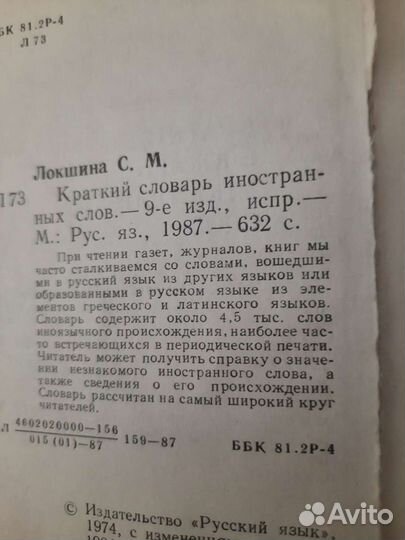 БК 81.2Р-4
Л 73
Локшина С. М.
173 Краткий словарь иностран-
ных слов. — 9-е изд., испр. —
М.: Рус. яз., 1987. — 632 с.
При чтении газет, журналов, книг мы
часто сталкиваемся со словами, вошедши-
ми в русский язык из других языков или
образованными в русском языке из эле-
ментов греческого и латинского языков.
Словарь содержит около 4,5 тыс. слов
иноязычного происхождения, наиболее час-
то встречающихся в периодической печати.
Читатель может получить справку о значе-
нии незнакомого иностранного слова, а
также сведения о его происхождении.
Словарь рассчитан на самый широкий круг
читателей.
Л 4602020000—156
015 (01)—87 159—87 ББК 81.2Р-4
© Издательство «Русский язык»,
1974, с изменения
Avito